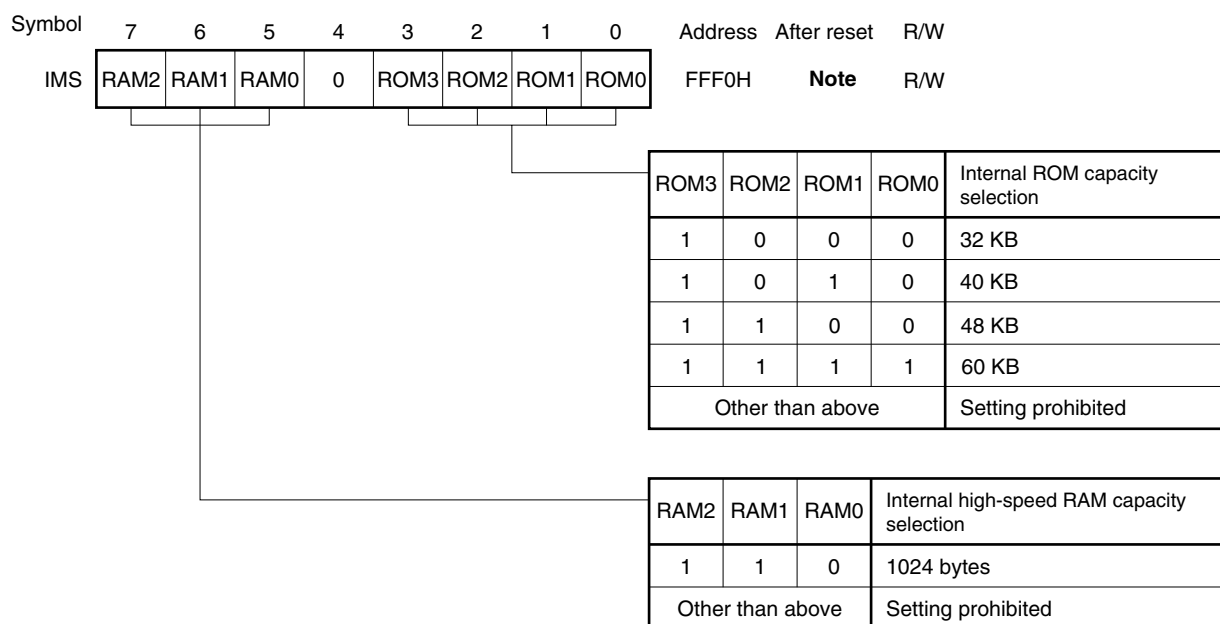 Symbol 7 6 5 4 3 2 1 0 Address After reset R/W
IMS RAM2 RAM1 RAM0 0 ROM3 ROM2 ROM1 ROM0 FFF0H Note R/W
ROM3 ROM2 ROM1 ROM0 Internal ROM capacity
selection
1 0 0 0 32 KB
1 0 1 0 40 KB
1 1 0 0 48 KB
1 1 1 1 60 KB
Other than above Setting prohibited
RAM2 RAM1 RAM0 Internal high-speed RAM capacity
selection
1 1 0 1024 bytes
Other than above Setting prohibited